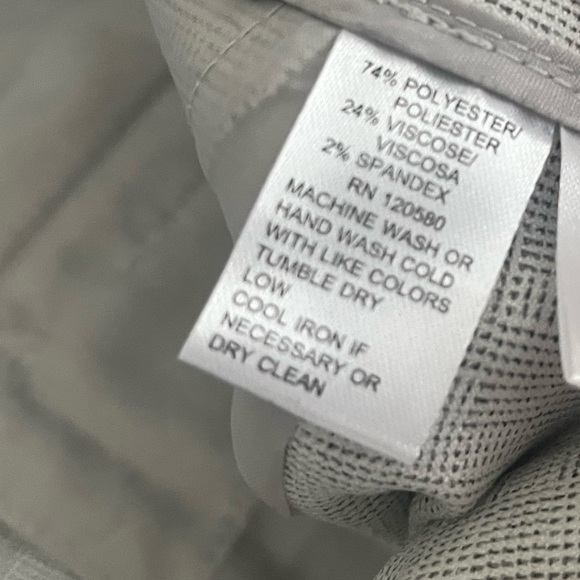 74% POLYESTER/
POLIESTER
24% VISCOSE/
VISCOSA
2% SPANDEX
RN 120580
MACHINE WASH OR
HAND WASH COLD
WITH LIKE COLORS
TUMBLE DRY
LOW
COOL IRON IF
NECESSARY OR
DRY CLEAN